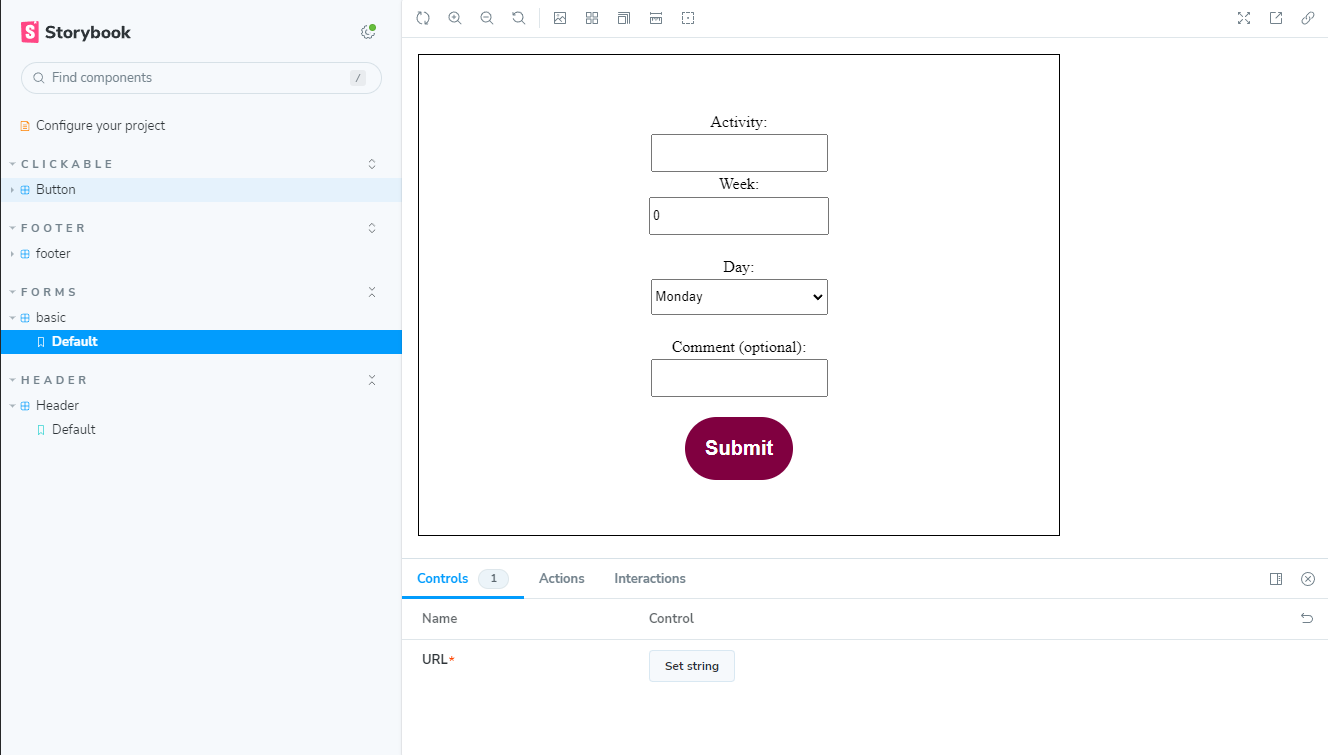 Storybook
Find components /
Configure your project
CLICKABLE
Button
FOOTER
footer
FORMS
basic
Default
HEADER
Header
Default
Activity:
Week:
0
Day:
Monday
Comment (optional):
Submit
Controls 1 Actions Interactions
Name Control
URL* Set string